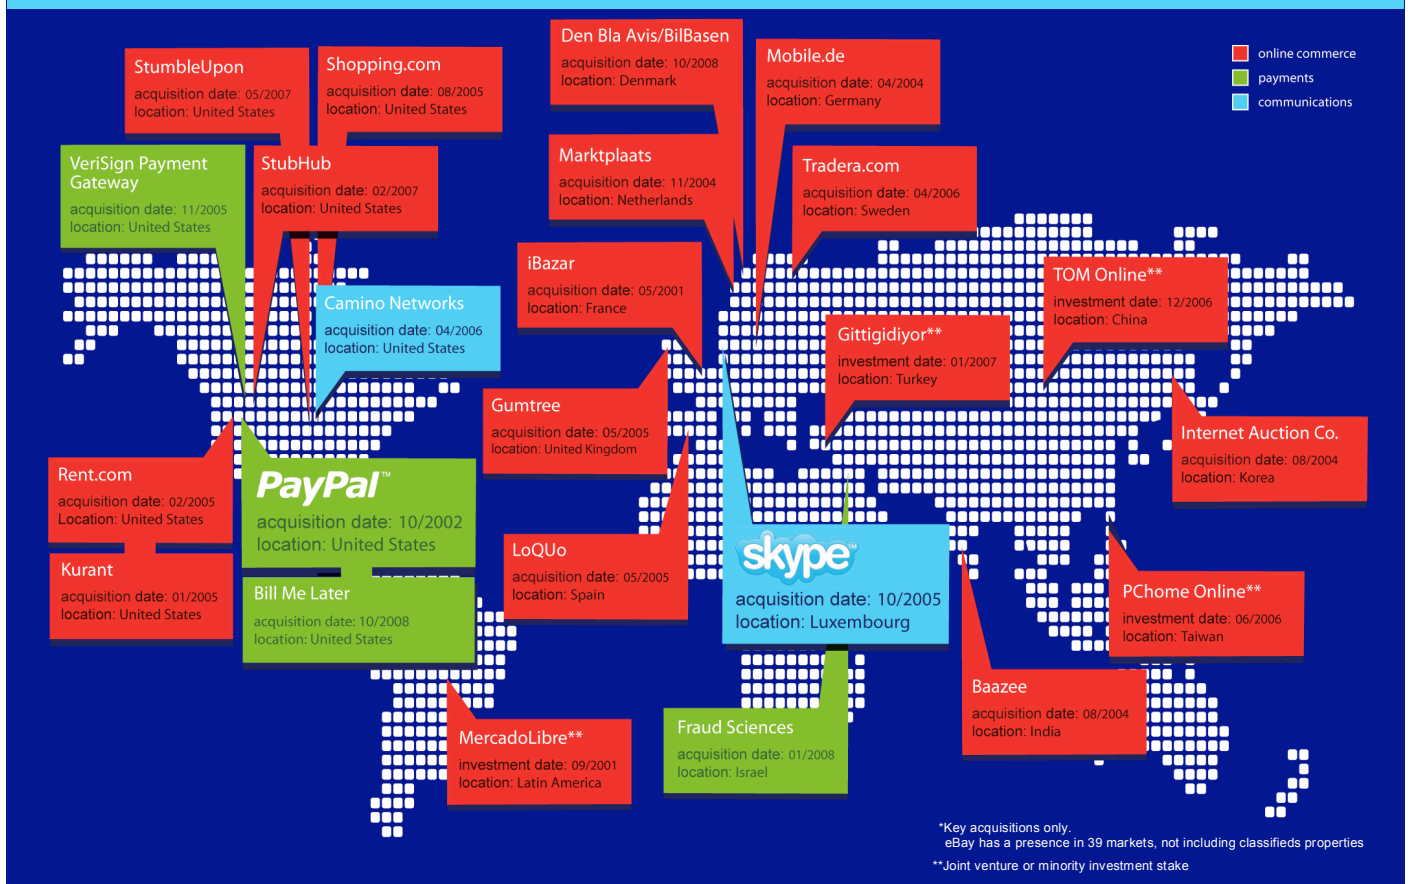 online commerce
payments
communications
StumbleUpon
acquisition date: 05/2007
location: United States
Shopping.com
acquisition date: 08/2005
location: United States
Den Bla Avis/BilBasen
acquisition date: 10/2008
location: Denmark
Mobile.de
acquisition date: 04/2004
location: Germany
VeriSign Payment
Gateway
acquisition date: 11/2005
location: United States
StubHub
acquisition date: 02/2007
location: United States
Marktplaats
acquisition date: 11/2004
location: Netherlands
Tradera.com
acquisition date: 04/2006
location: Sweden
iBazar
acquisition date: 05/2001
location: France
TOM Online**
investment date: 12/2006
location: China
Camino Networks
acquisition date: 04/2006
location: United States
Gittigidiyor**
investment date: 01/2007
location: Turkey
Gumtree
acquisition date: 05/2005
location: United Kingdom
Internet Auction Co.
acquisition date: 08/2004
location: Korea
Rent.com
acquisition date: 02/2005
Location: United States
PayPal™
acquisition date: 10/2002
location: United States
LoQUo
acquisition date: 05/2005
location: Spain
skype™
acquisition date: 10/2005
location: Luxembourg
Kurant
acquisition date: 01/2005
location: United States
Bill Me Later
acquisition date: 10/2008
location: United States
PChome Online**
investment date: 06/2006
location: Taiwan
Baazee
acquisition date: 08/2004
location: India
MercadoLibre**
investment date: 09/2001
location: Latin America
Fraud Sciences
acquisition date: 01/2008
location: Israel
*Key acquisitions only.
eBay has a presence in 39 markets, not including classifieds properties
**Joint venture or minority investment stake